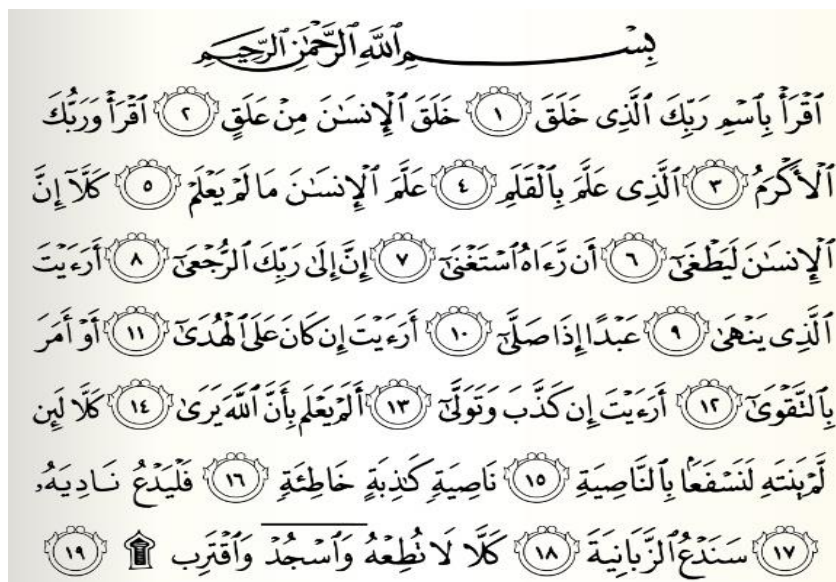 بِسْمِ ٱللَّهِ ٱلرَّحْمَٰنِ ٱلرَّحِيمِ
ٱقْرَأْ بِٱسْمِ رَبِّكَ ٱلَّذِى خَلَقَ ١ خَلَقَ ٱلْإِنسَٰنَ مِنْ عَلَقٍ ٢ ٱقْرَأْ وَرَبُّكَ
ٱلْأَكْرَمُ ٣ ٱلَّذِى عَلَّمَ بِٱلْقَلَمِ ٤ عَلَّمَ ٱلْإِنسَٰنَ مَا لَمْ يَعْلَمْ ٥ كَلَّآ إِنَّ
ٱلْإِنسَٰنَ لَيَطْغَىٰٓ ٦ أَن رَّءَاهُ ٱسْتَغْنَىٰٓ ٧ إِنَّ إِلَىٰ رَبِّكَ ٱلرُّجْعَىٰٓ ٨ أَرَءَيْتَ
ٱلَّذِى يَنْهَىٰ ٩ عَبْدًا إِذَا صَلَّىٰٓ ١٠ أَرَءَيْتَ إِن كَانَ عَلَى ٱلْهُدَىٰٓ ١١ أَوْ أَمَرَ
بِٱلتَّقْوَىٰٓ ١٢ أَرَءَيْتَ إِن كَذَّبَ وَتَوَلَّىٰٓ ١٣ أَلَمْ يَعْلَم بِأَنَّ ٱللَّهَ يَرَىٰ ١٤ كَلَّا لَئِن
لَّمْ يَنتَهِ لَنَسْفَعًۢا بِٱلنَّاصِيَةِ ١٥ نَاصِيَةٍ كَٰذِبَةٍ خَاطِئَةٍ ١٦ فَلْيَدْعُ نَادِيَهُۥ
١٧ سَنَدْعُ ٱلزَّبَانِيَةَ ١٨ كَلَّا لَا تُطِعْهُ وَٱسْجُدْ وَٱقْتَرِب ۩ ١٩